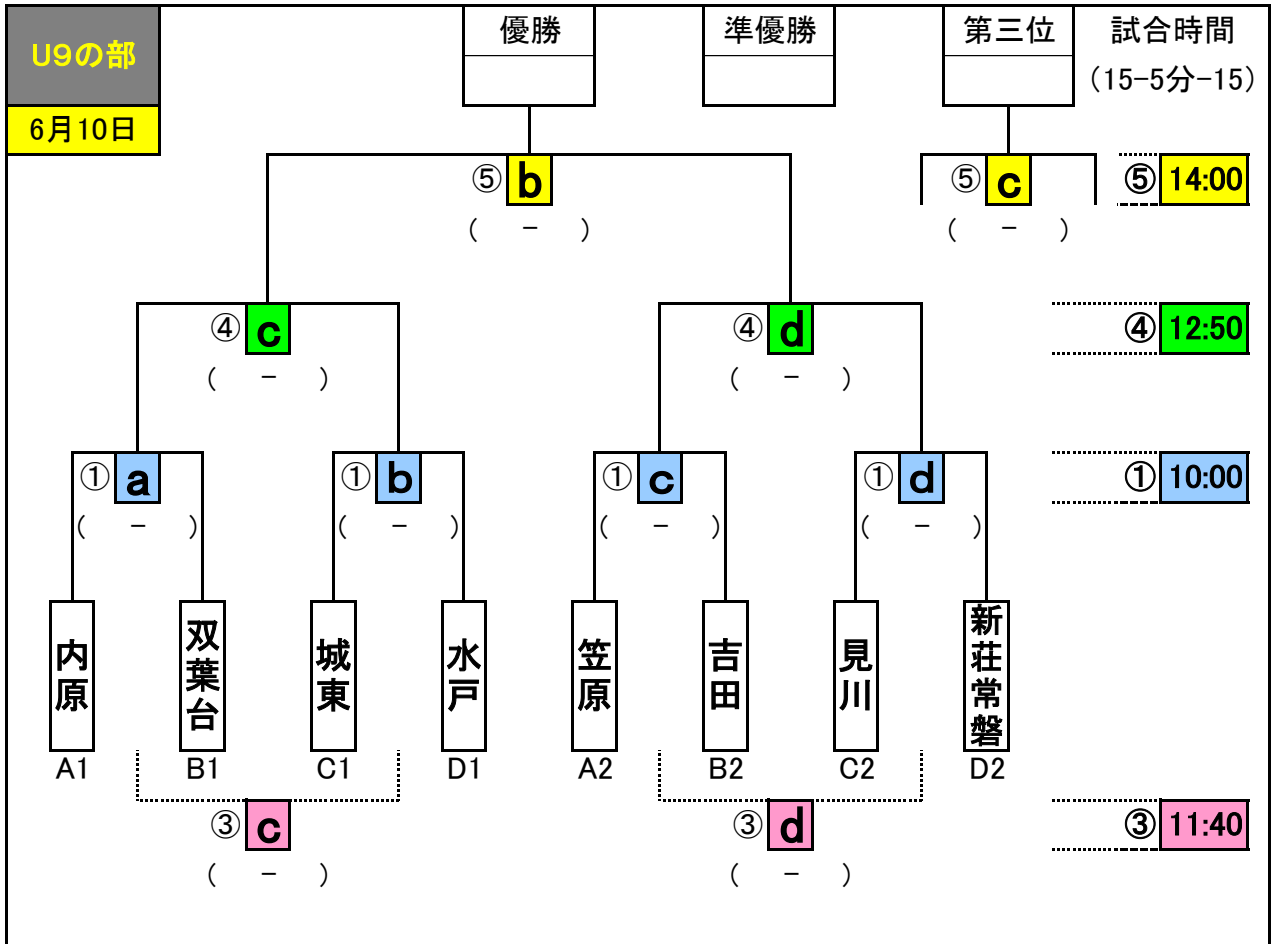 U9の部
6月10日
優勝
準優勝
第三位
試合時間
(15-5分-15)
⑤ b
( - )
⑤ c
( - )
⑤ 14:00
④ c
( - )
④ d
( - )
④ 12:50
① a
( - )
① b
( - )
① c
( - )
① d
( - )
① 10:00
内原
双葉台
城東
水戸
笠原
吉田
見川
新荘常磐
A1
B1
C1
D1
A2
B2
C2
D2
③ c
( - )
③ d
( - )
③ 11:40